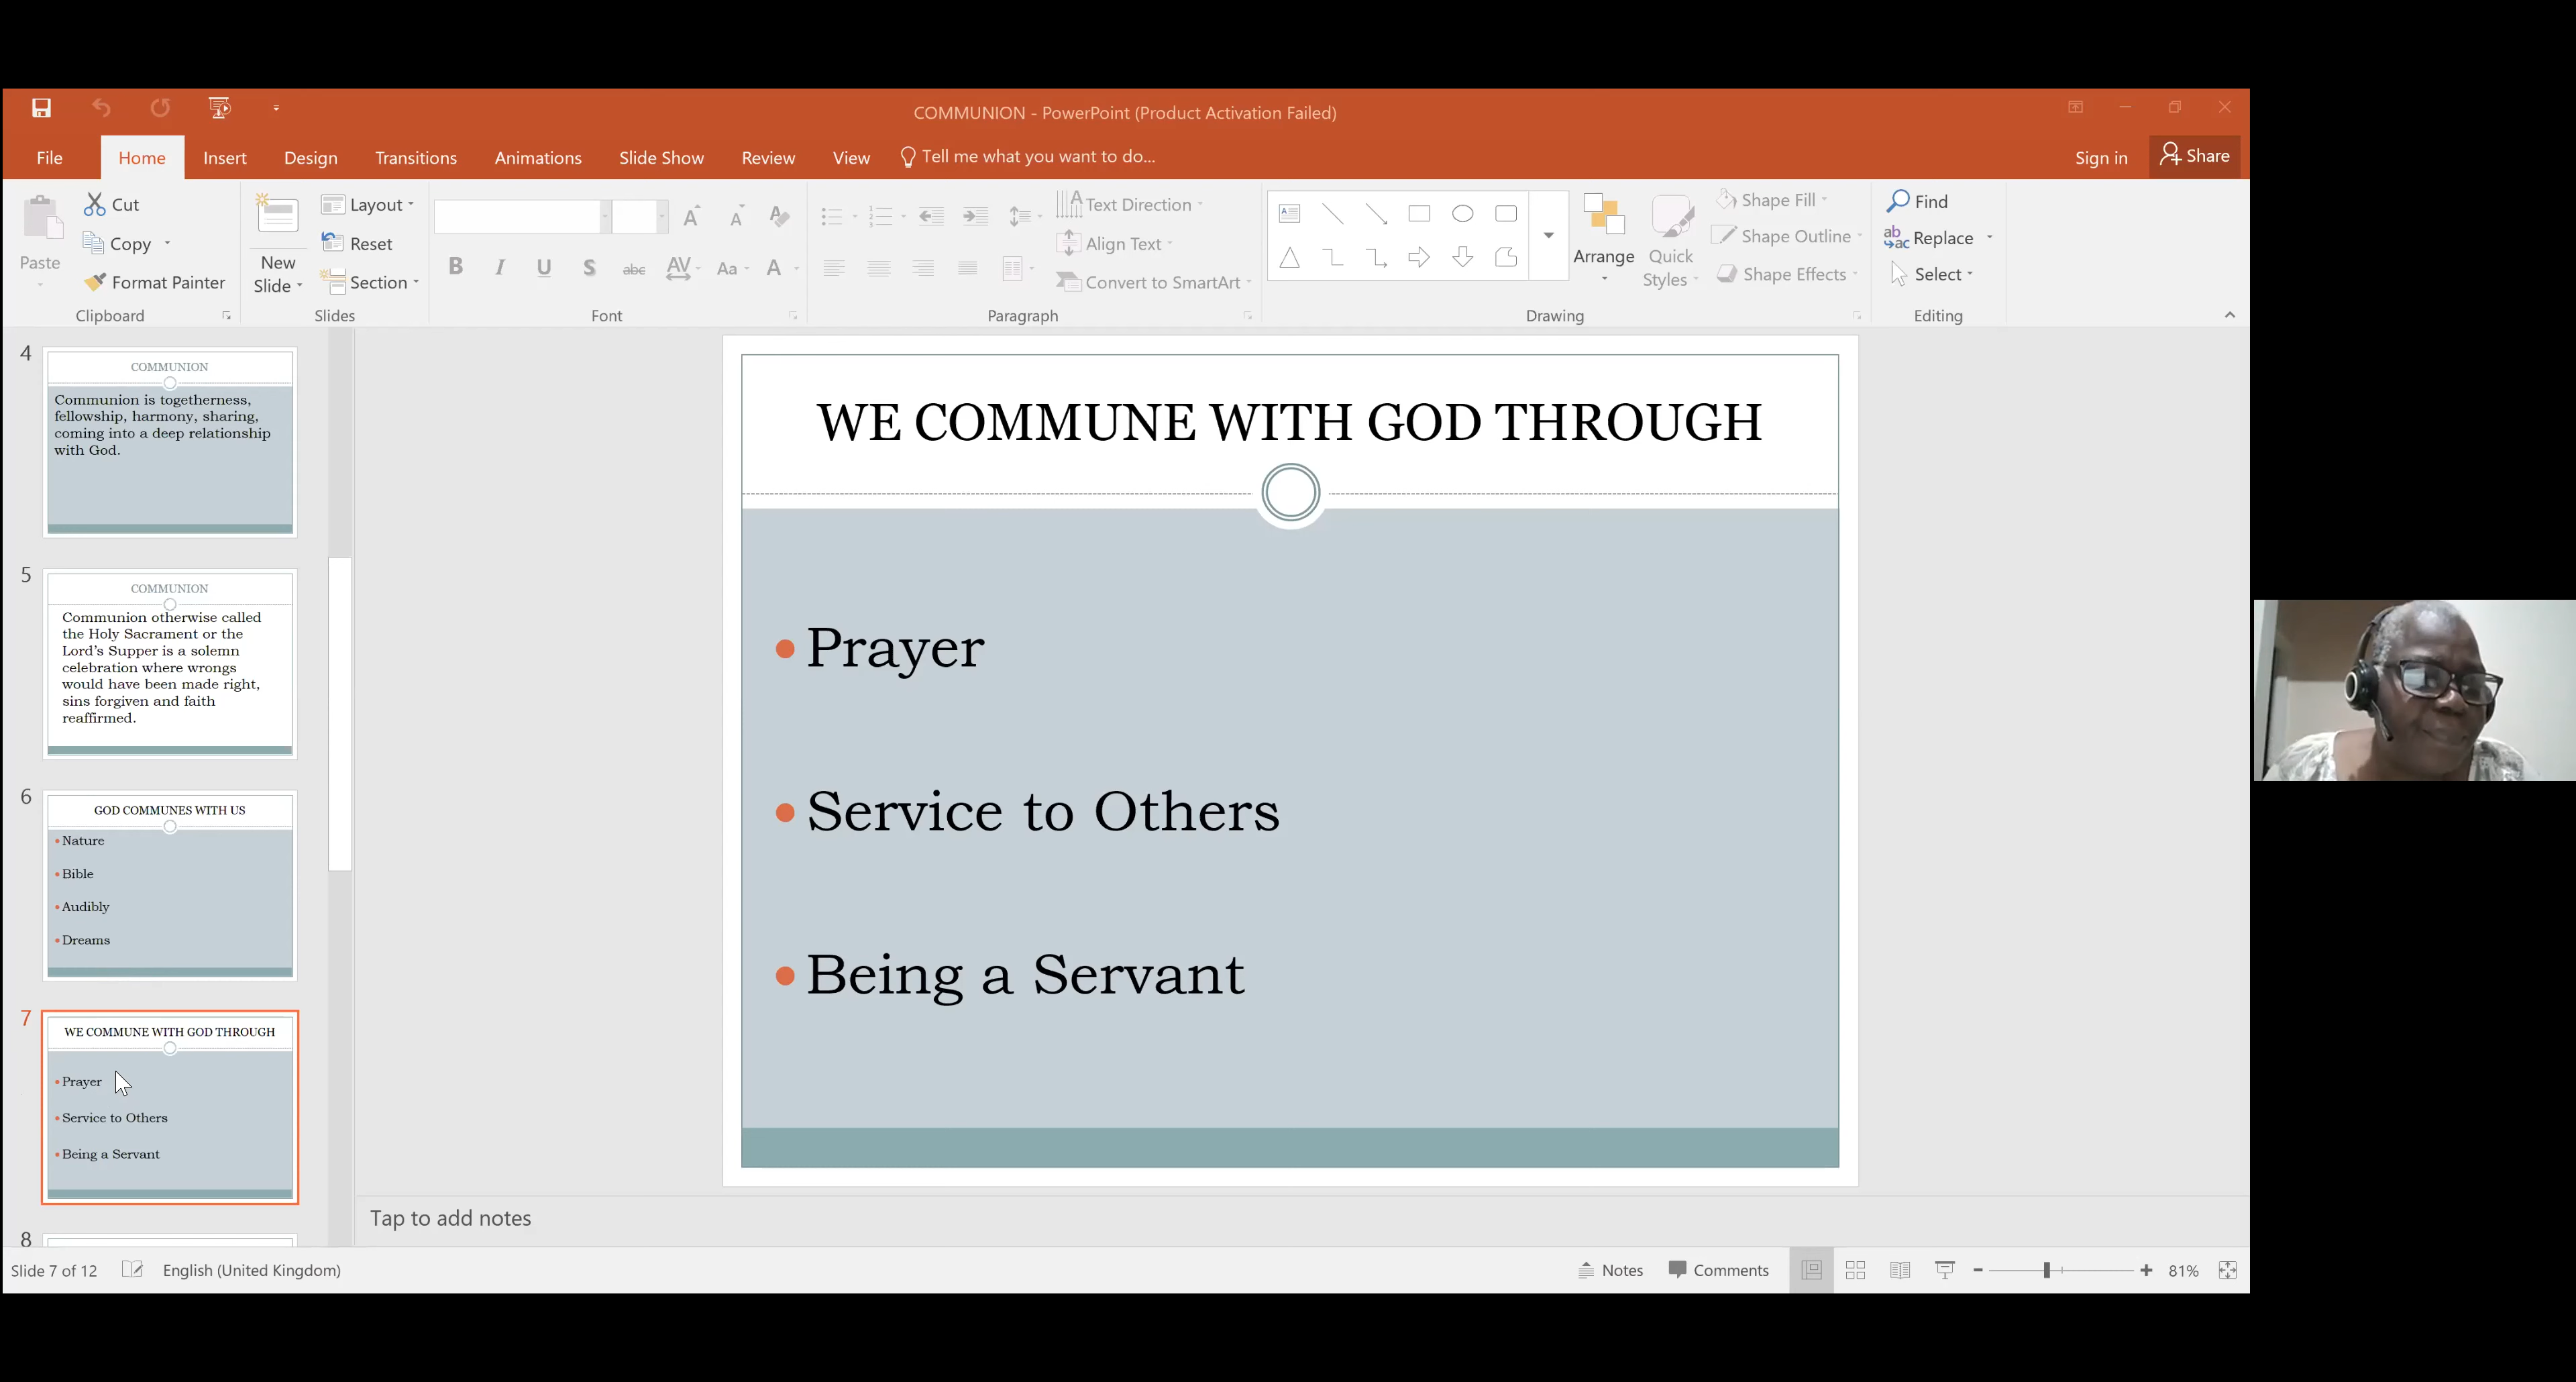 COMMUNION - PowerPoint (Product Activation Failed)
File Home Insert Design Transitions Animations Slide Show Review View Tell me what you want to do... Sign in Share
Paste
Cut
Copy
Format Painter
Clipboard
New
Slide
Layout
Reset
Section
Slides
B I U S abc AV Aa A
Font
Text Direction
Align Text
Convert to SmartArt
Paragraph
Arrange
Quick
Styles
Shape Fill
Shape Outline
Shape Effects
Drawing
Find
Replace
Select
Editing
4
COMMUNION
Communion is togetherness,
fellowship, harmony, sharing,
coming into a deep relationship
with God.
5
COMMUNION
Communion otherwise called
the Holy Sacrament or the
Lord's Supper is a solemn
celebration where wrongs
would have been made right,
sins forgiven and faith
reaffirmed.
6
GOD COMMUNES WITH US
• Nature
• Bible
• Audibly
• Dreams
7
WE COMMUNE WITH GOD THROUGH
• Prayer
• Service to Others
• Being a Servant
8
WE COMMUNE WITH GOD THROUGH
• Prayer
• Service to Others
• Being a Servant
Tap to add notes
Slide 7 of 12 English (United Kingdom) Notes Comments 81%